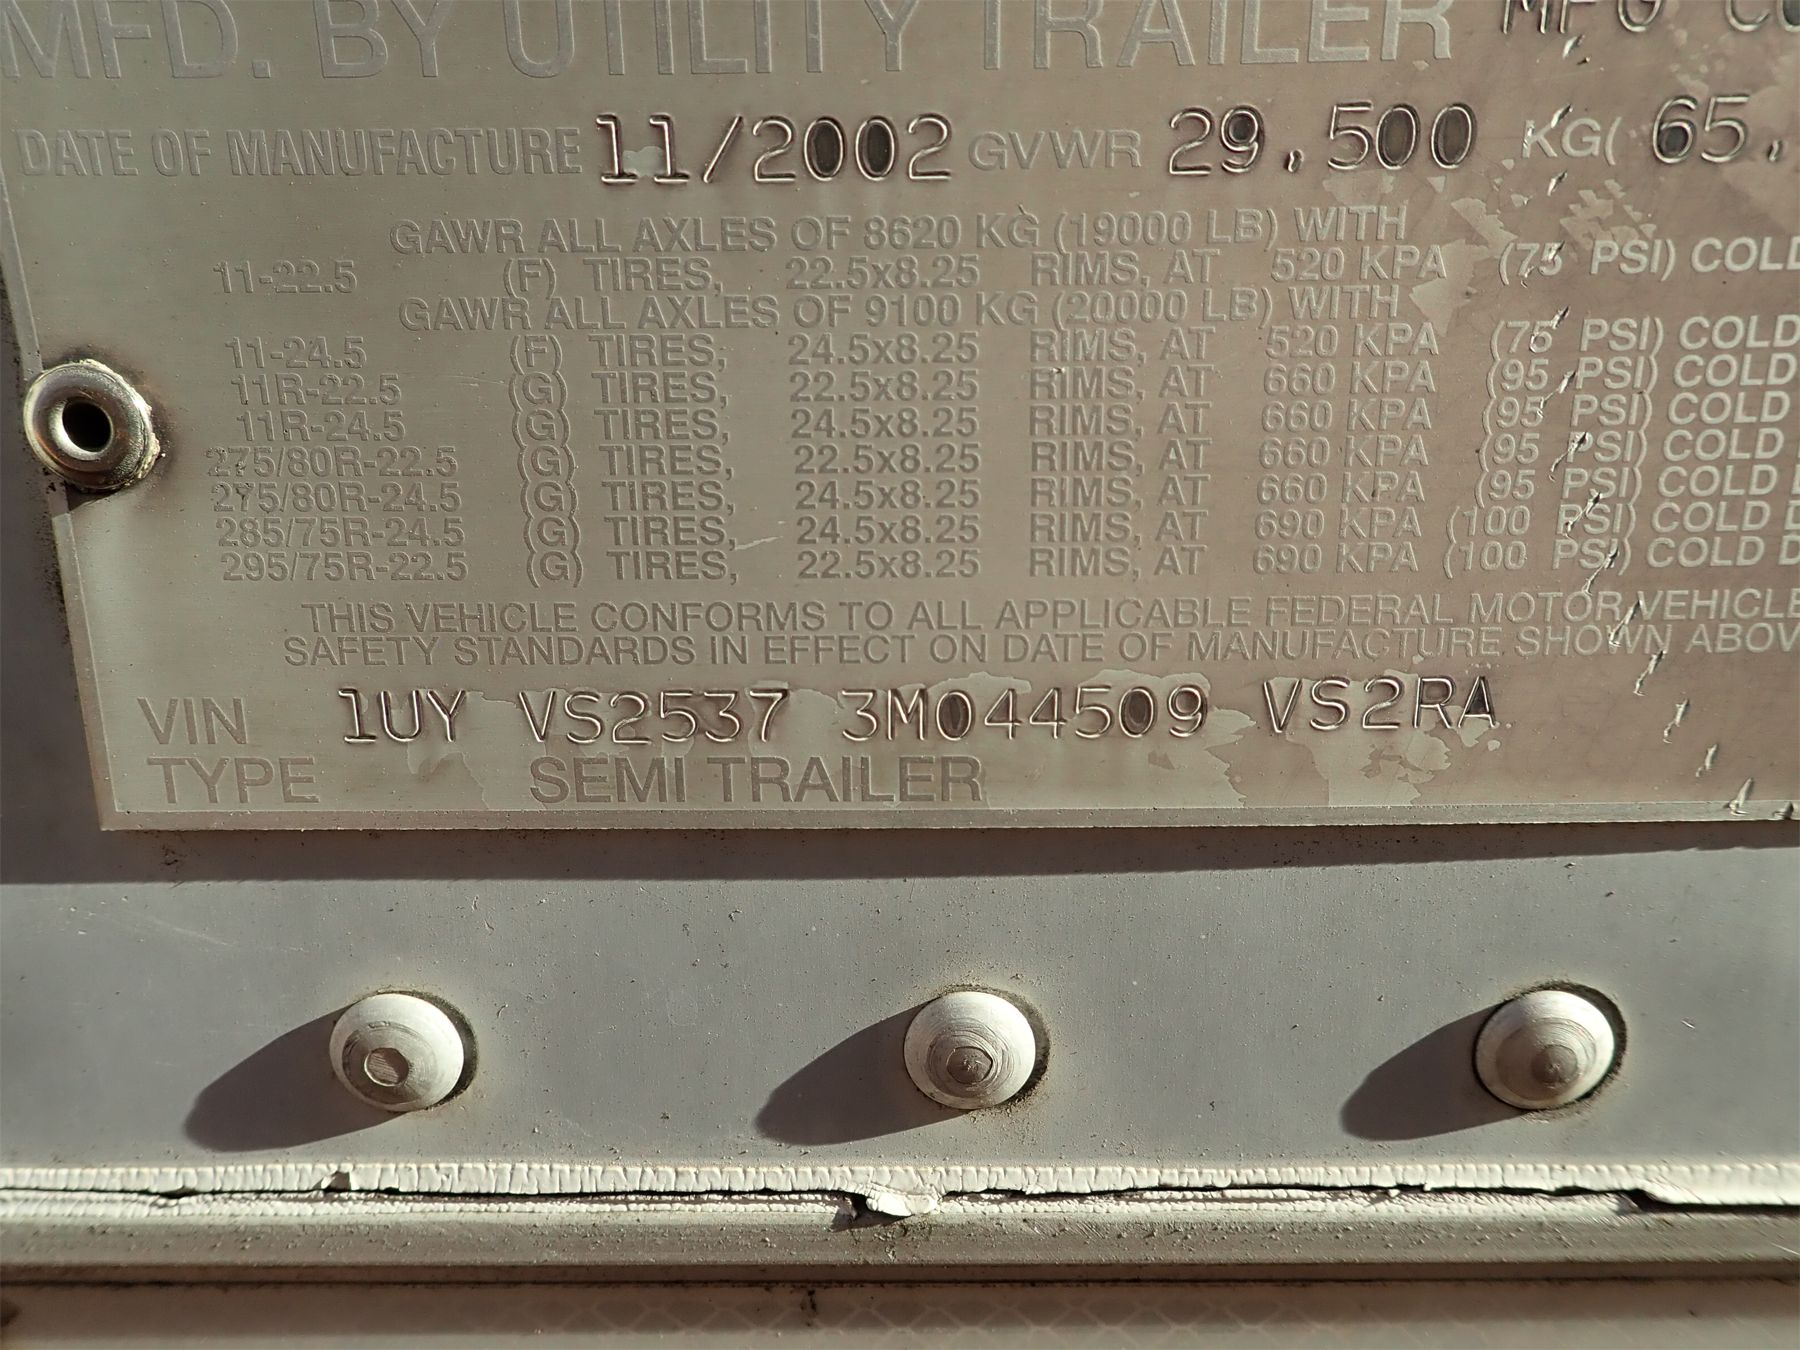 MFD. BY UTILITY TRAILER MFG CO
DATE OF MANUFACTURE 11/2002 GVWR 29.500 KG( 65.
GAWR ALL AXLES OF 8620 KG (19000 LB) WITH
11-22.5 (F) TIRES, 22.5x8.25 RIMS, AT 520 KPA (75 PSI) COLD
GAWR ALL AXLES OF 9100 KG (20000 LB) WITH
11-24.5 (F) TIRES, 24.5x8.25 RIMS, AT 520 KPA (75 PSI) COLD
11R-22.5 (G) TIRES, 22.5x8.25 RIMS, AT 660 KPA (95 PSI) COLD
11R-24.5 (G) TIRES, 24.5x8.25 RIMS, AT 660 KPA (95 PSI) COLD
275/80R-22.5 (G) TIRES, 22.5x8.25 RIMS, AT 660 KPA (95 PSI) COLD
275/80R-24.5 (G) TIRES, 24.5x8.25 RIMS, AT 660 KPA (95 PSI) COLD D
285/75R-24.5 (G) TIRES, 24.5x8.25 RIMS, AT 690 KPA (100 PSI) COLD D
295/75R-22.5 (G) TIRES, 22.5x8.25 RIMS, AT 690 KPA (100 PSI) COLD D
THIS VEHICLE CONFORMS TO ALL APPLICABLE FEDERAL MOTOR VEHICLE
SAFETY STANDARDS IN EFFECT ON DATE OF MANUFACTURE SHOWN ABOV
VIN 1UY VS2537 3M044509 VS2RA
TYPE SEMI TRAILER